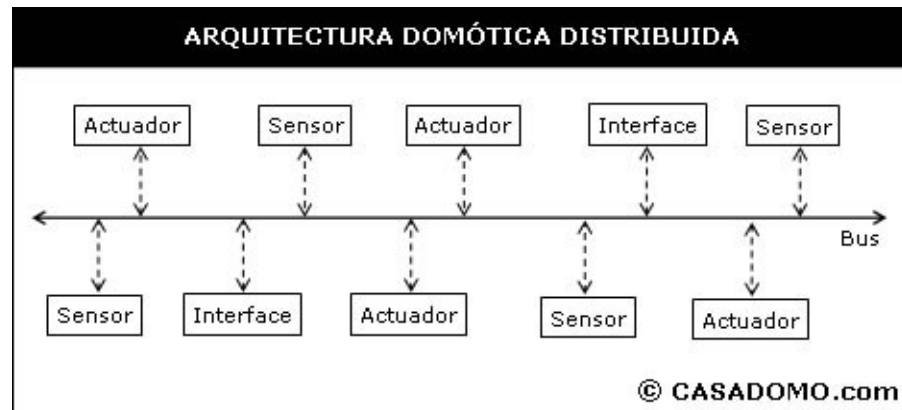 ARQUITECTURA DOMÓTICA DISTRIBUIDA
Actuador Sensor Actuador Interface Sensor
Bus
Sensor Interface Actuador Sensor Actuador
© CASADOMO.com